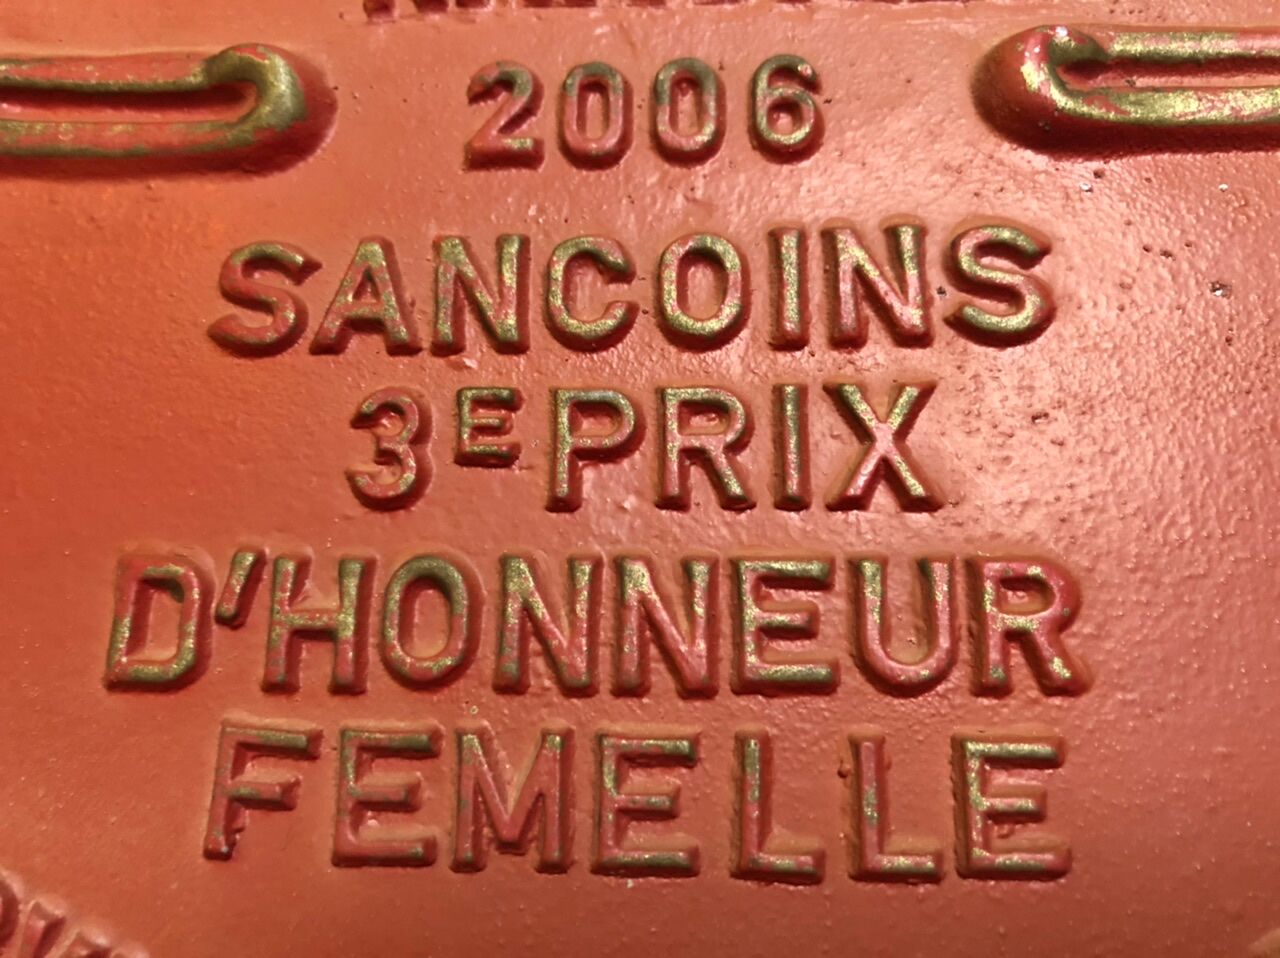 2006
SANCOINS
3E PRIX
D'HONNEUR
FEMELLE